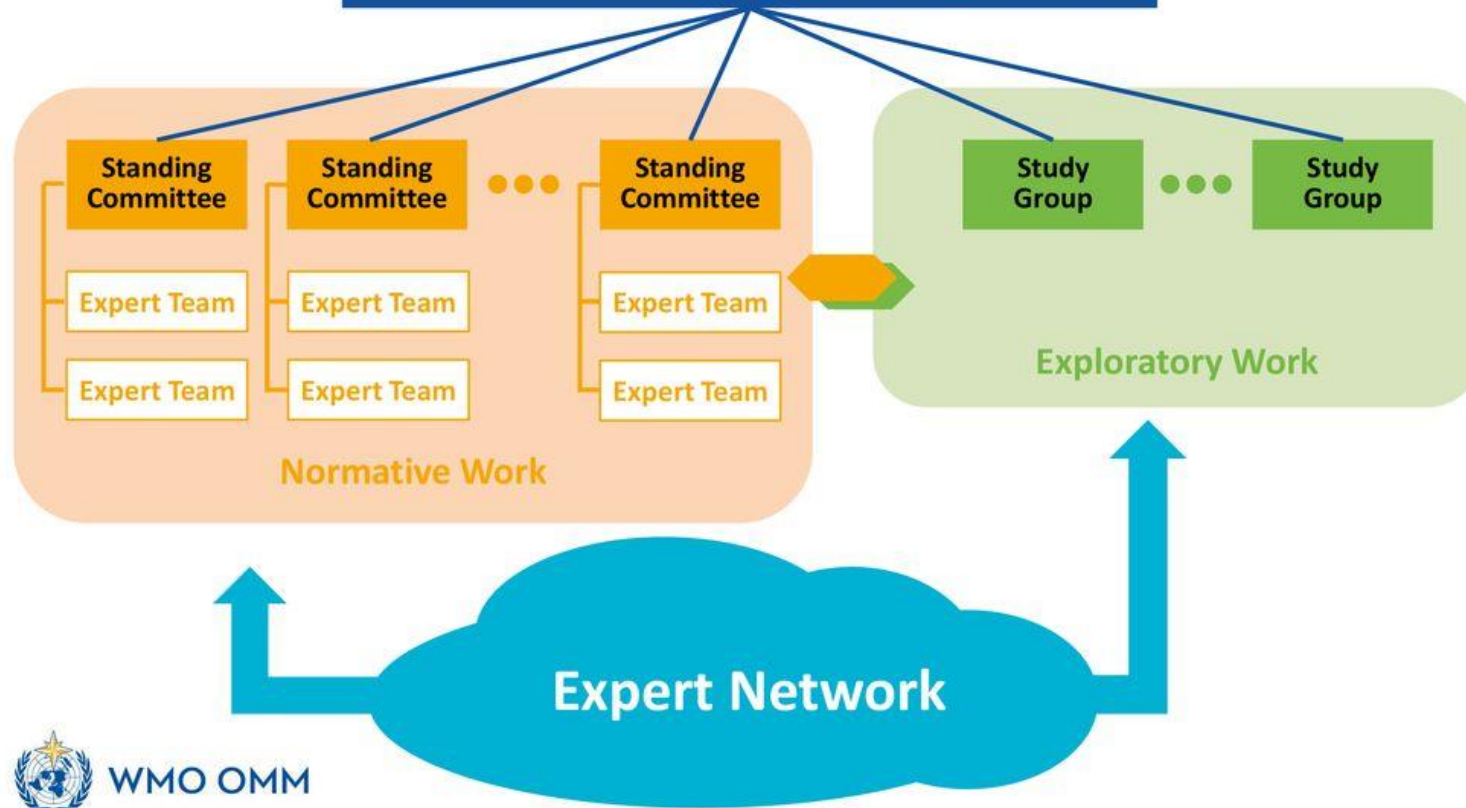 Standing
Committee
Standing
Committee
Standing
Committee
Study
Group
Study
Group
Expert Team
Expert Team
Expert Team
Expert Team
Expert Team
Expert Team
Exploratory Work
Normative Work
Expert Network
WMO OMM